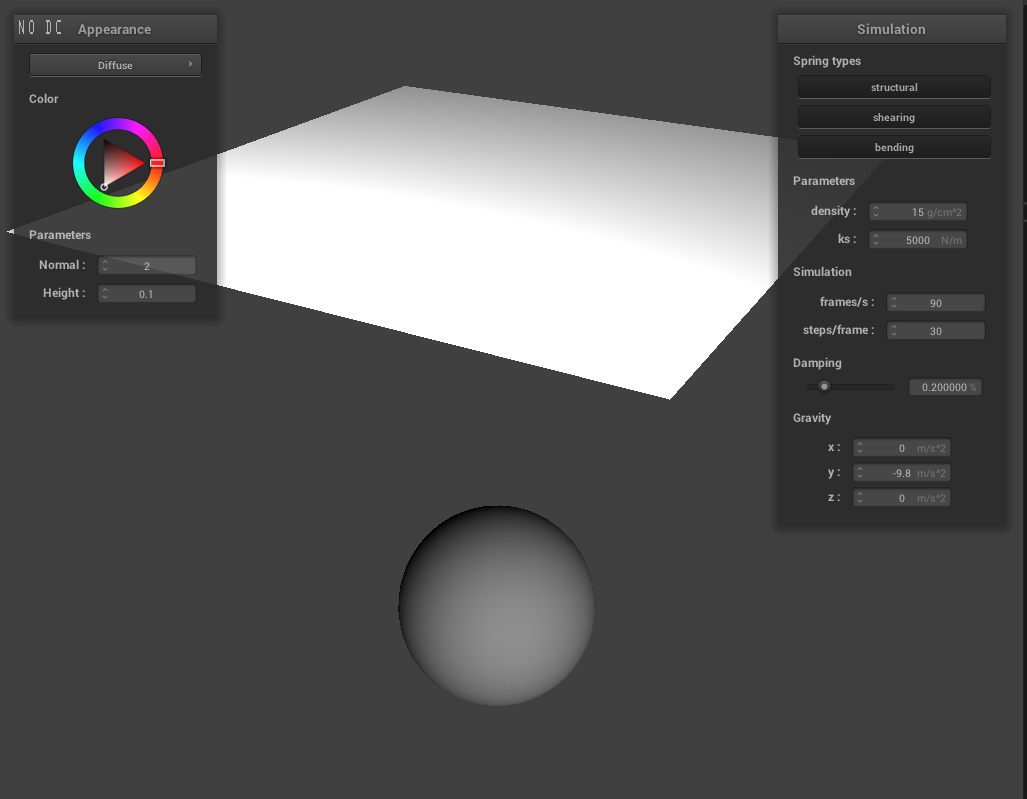 NO DC
Appearance
Diffuse
Color
Parameters
Normal : 2
Height : 0.1
Simulation
Spring types
structural
shearing
bending
Parameters
density : 15 g/cm^2
ks : 5000 N/m
Simulation
frames/s : 90
steps/frame : 30
Damping
0.200000 %
Gravity
x : 0 m/s^2
y : -9.8 m/s^2
z : 0 m/s^2